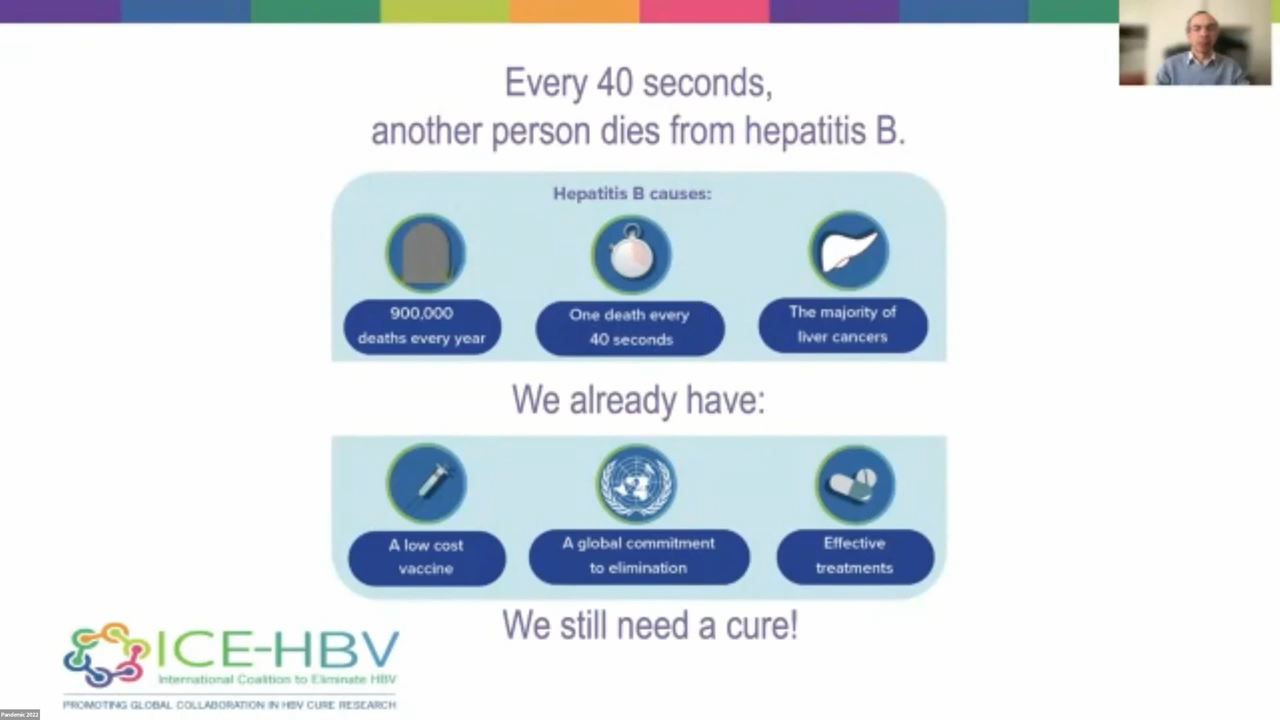 Every 40 seconds,
another person dies from hepatitis B.
Hepatitis B causes:
900,000
deaths every year
One death every
40 seconds
The majority of
liver cancers
We already have:
A low cost
vaccine
A global commitment
to elimination
Effective
treatments
We still need a cure!
ICE-HBV
International Coalition to Eliminate HBV
PROMOTING GLOBAL COLLABORATION IN HBV CURE RESEARCH
Pandemic 2022